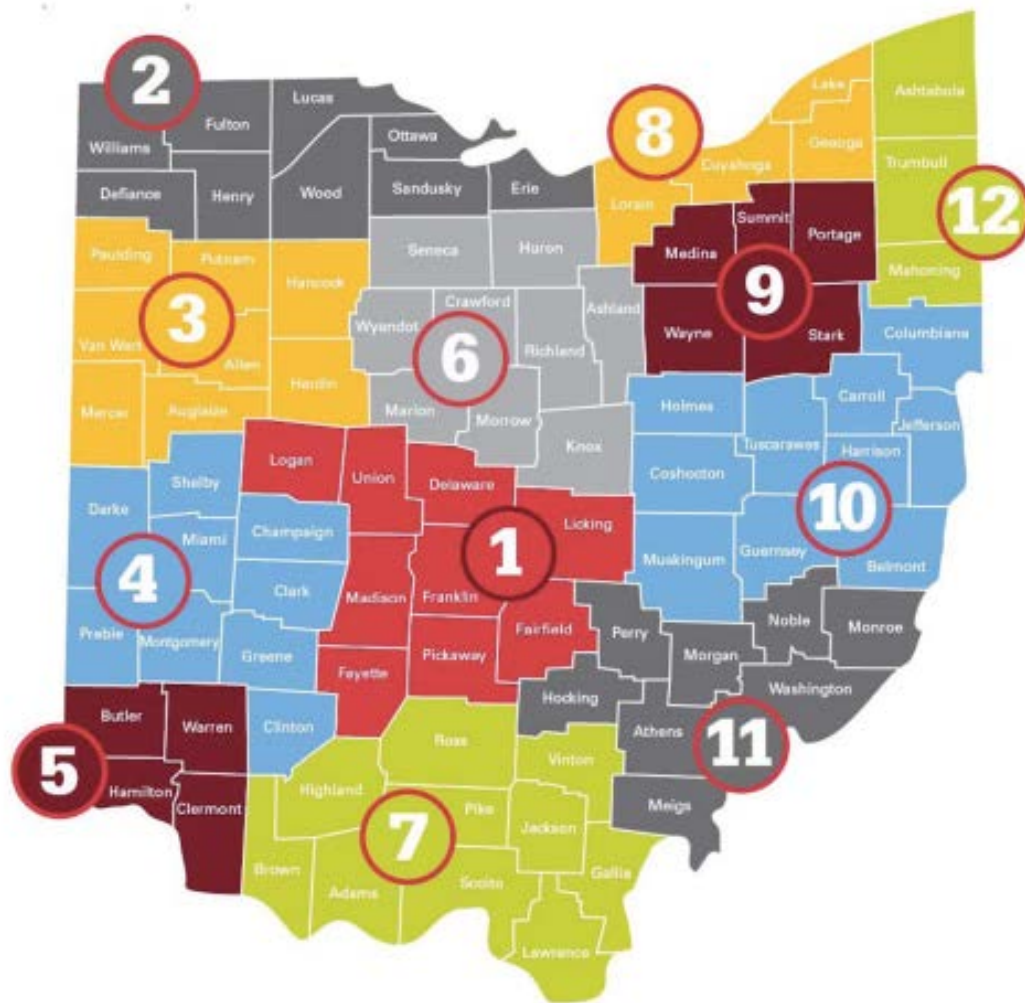 2
Williams
Fulton
Lucas
Defiance
Henry
Wood
Ottawa
Sandusky
Erie
8
Lake
Geauga
Cuyahoga
Lorain
Ashtabula
Trumbull
12
Mahoning
Summit
Portage
Medina
9
Wayne
Stark
Paulding
Putnam
Hancock
3
Van Wert
Allen
Hardin
Mercer
Auglaize
Seneca
Huron
Crawford
Ashland
Wyandot
6
Richland
Marion
Morrow
Knox
Columbiana
Carroll
Jefferson
Holmes
Tuscarawas
Harrison
Coshocton
10
Muskingum
Guernsey
Belmont
Logan
Union
Delaware
Licking
1
Madison
Franklin
Fairfield
Pickaway
Fayette
Shelby
Darke
Miami
Champaign
4
Clark
Preble
Montgomery
Greene
Clinton
Perry
Morgan
Noble
Monroe
Washington
Hocking
Athens
11
Meigs
Butler
Warren
5
Hamilton
Clermont
Ross
Highland
Vinton
7
Pike
Jackson
Brown
Adams
Scioto
Gallia
Lawrence